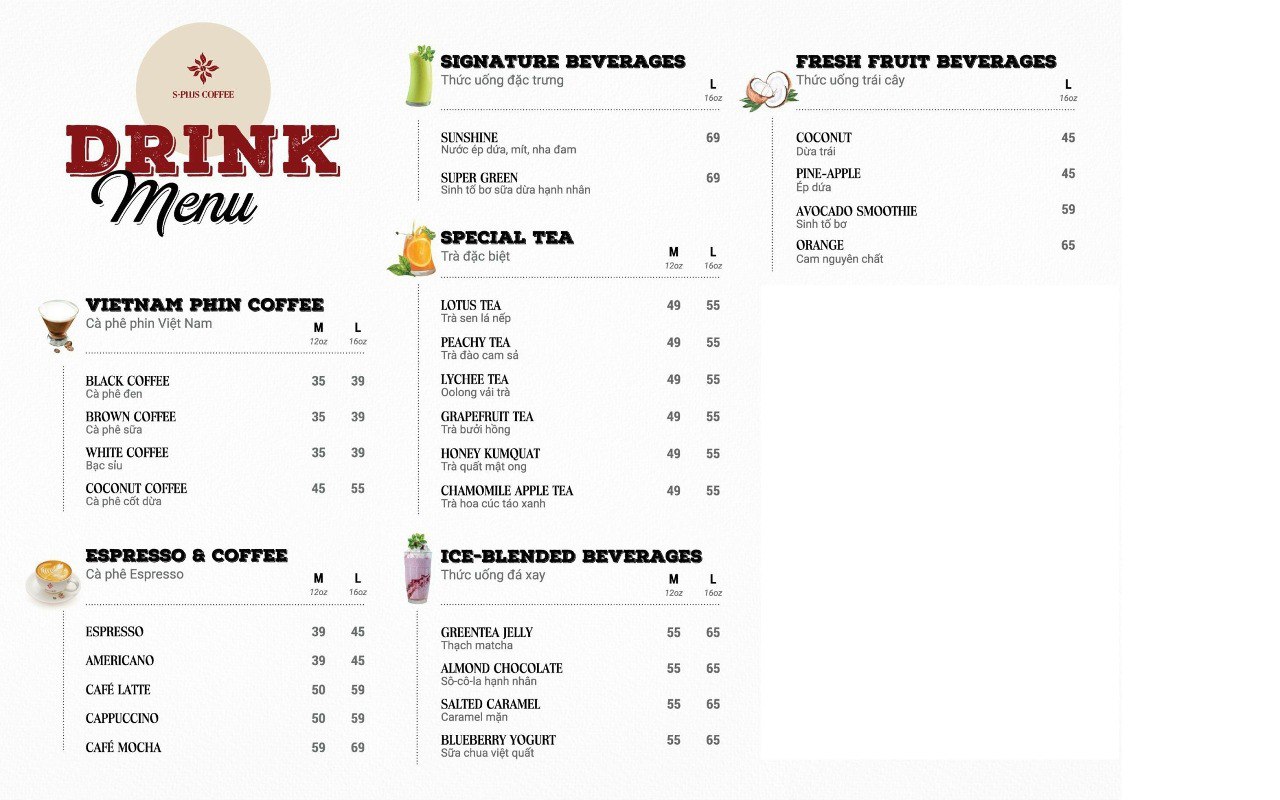 S-PLUS COFFEE
DRINK
Menu
VIETNAM PHIN COFFEE
Cà phê phin Việt Nam
M L
12oz 16oz
BLACK COFFEE 35 39
Cà phê đen
BROWN COFFEE 35 39
Cà phê sữa
WHITE COFFEE 35 39
Bạc sỉu
COCONUT COFFEE 45 55
Cà phê cốt dừa
ESPRESSO & COFFEE
Cà phê Espresso
M L
12oz 16oz
ESPRESSO 39 45
AMERICANO 39 45
CAFÉ LATTE 50 59
CAPPUCCINO 50 59
CAFÉ MOCHA 59 69
SIGNATURE BEVERAGES
Thức uống đặc trưng
L
16oz
SUNSHINE 69
Nước ép dứa, mít, nha đam
SUPER GREEN 69
Sinh tố bơ sữa dừa hạnh nhân
SPECIAL TEA
Trà đặc biệt
M L
12oz 16oz
LOTUS TEA 49 55
Trà sen lá nếp
PEACHY TEA 49 55
Trà đào cam sả
LYCHEE TEA 49 55
Oolong vải trà
GRAPEFRUIT TEA 49 55
Trà bưởi hồng
HONEY KUMQUAT 49 55
Trà quất mật ong
CHAMOMILE APPLE TEA 49 55
Trà hoa cúc táo xanh
ICE-BLENDED BEVERAGES
Thức uống đá xay
M L
12oz 16oz
GREENTEA JELLY 55 65
Thạch matcha
ALMOND CHOCOLATE 55 65
Sô-cô-la hạnh nhân
SALTED CARAMEL 55 65
Caramel mặn
BLUEBERRY YOGURT 55 65
Sữa chua việt quất
FRESH FRUIT BEVERAGES
Thức uống trái cây
L
16oz
COCONUT 45
Dừa trái
PINE-APPLE 45
Ép dứa
AVOCADO SMOOTHIE 59
Sinh tố bơ
ORANGE 65
Cam nguyên chất